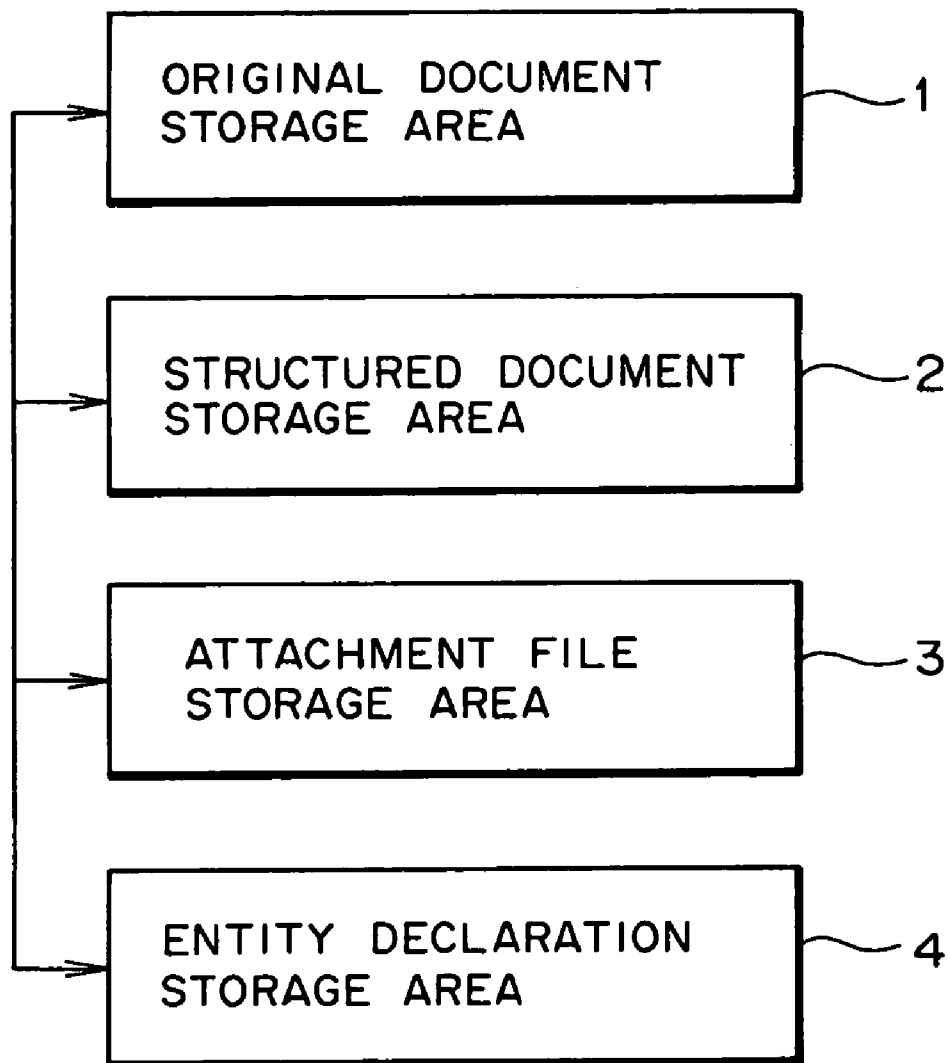 ORIGINAL DOCUMENT
STORAGE AREA
1
STRUCTURED DOCUMENT
STORAGE AREA
2
ATTACHMENT FILE
STORAGE AREA
3
ENTITY DECLARATION
STORAGE AREA
4